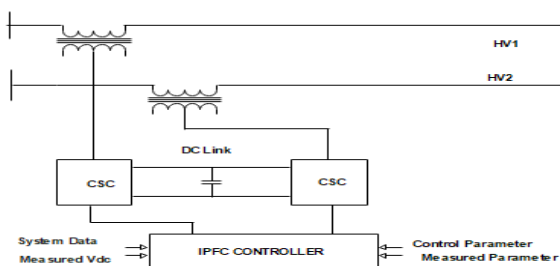 HV1
HV2
DC Link
CSC
CSC
System Data
Measured Vdc
IPFC CONTROLLER
Control Parameter
Measured Parameter